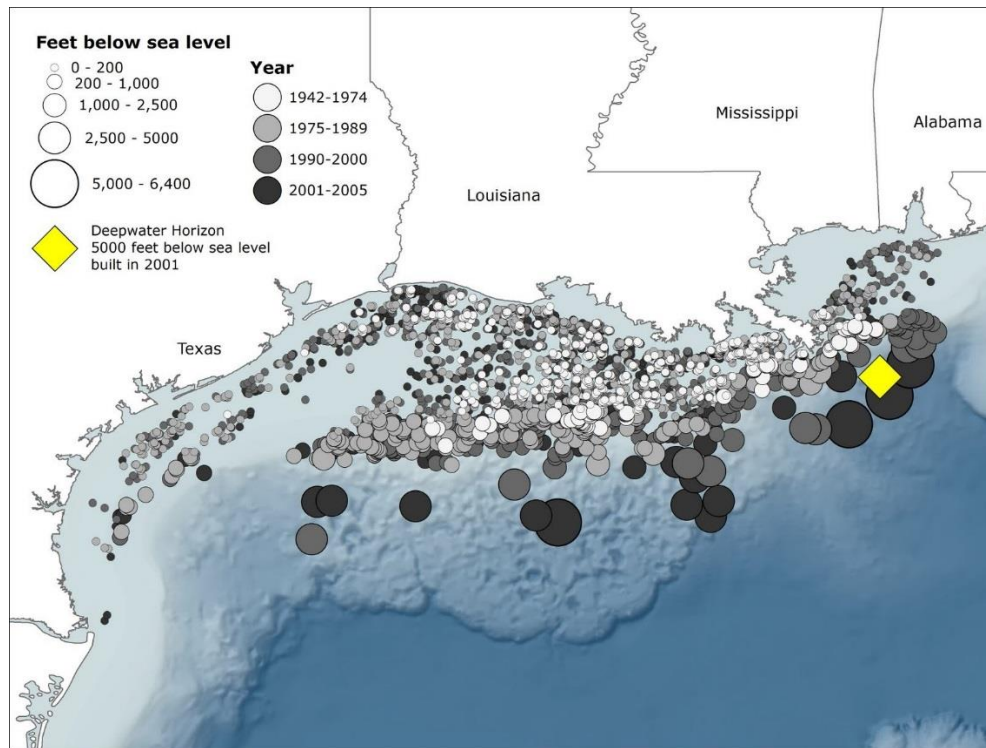 Feet below sea level
0 - 200
200 - 1,000
1,000 - 2,500
2,500 - 5000
5,000 - 6,400
Year
1942-1974
1975-1989
1990-2000
2001-2005
Deepwater Horizon
5000 feet below sea level
built in 2001
Mississippi
Alabama
Louisiana
Texas